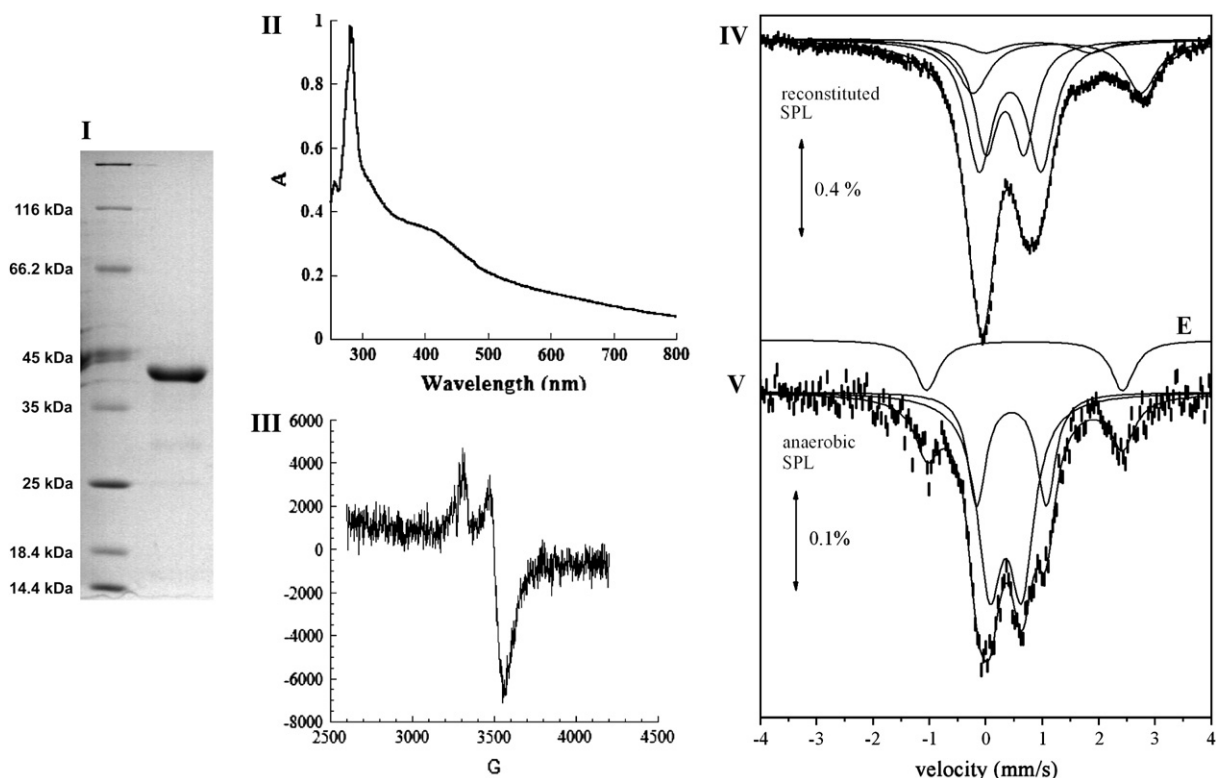 I
116 kDa
66.2 kDa
45 kDa
35 kDa
25 kDa
18.4 kDa
14.4 kDa
II
A
1
0.8
0.6
0.4
0.2
0
300 400 500 600 700 800
Wavelength (nm)
III
6000
4000
2000
0
-2000
-4000
-6000
-8000
2500 3000 3500 4000 4500
G
IV
reconstituted
SPL
0.4 %
E
V
anaerobic
SPL
0.1%
-4 -3 -2 -1 0 1 2 3 4
velocity (mm/s)